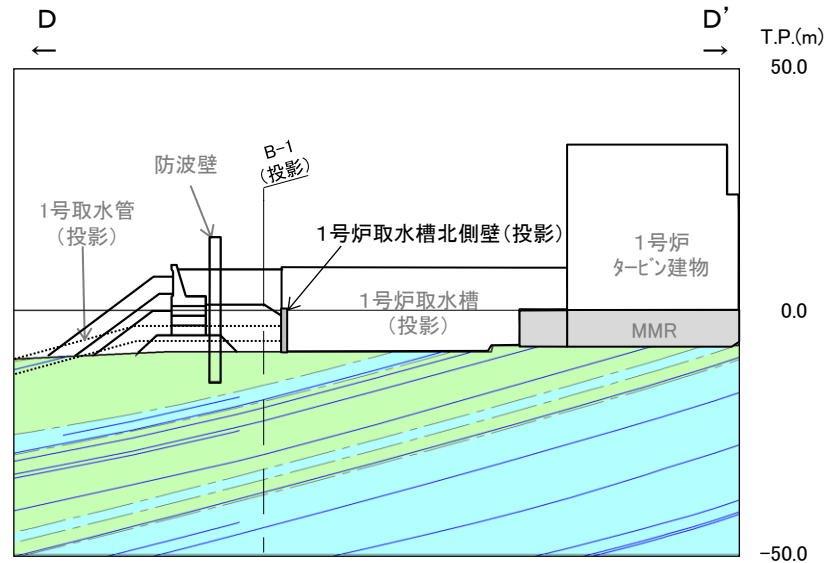 D
D’
←
→
T.P.(m)
50.0
防波壁
B-1
(投影)
1号取水管
(投影)
1号炉取水槽北側壁(投影)
1号炉
タービン建物
1号炉取水槽
(投影)
0.0
MMR
-50.0